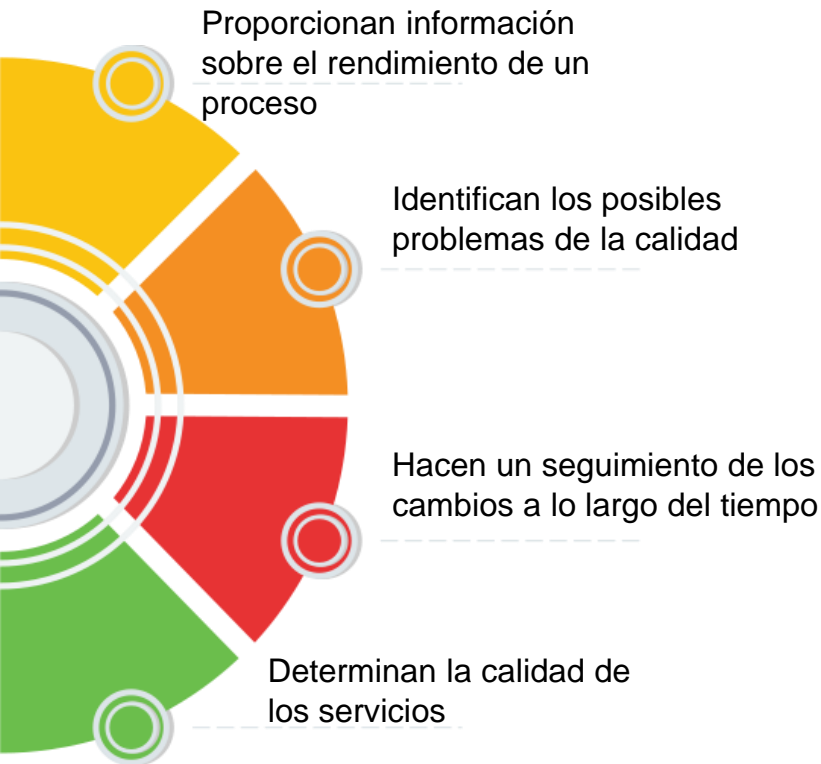 Proporcionan información
sobre el rendimiento de un
proceso
Identifican los posibles
problemas de la calidad
Hacen un seguimiento de los
cambios a lo largo del tiempo
Determinan la calidad de
los servicios